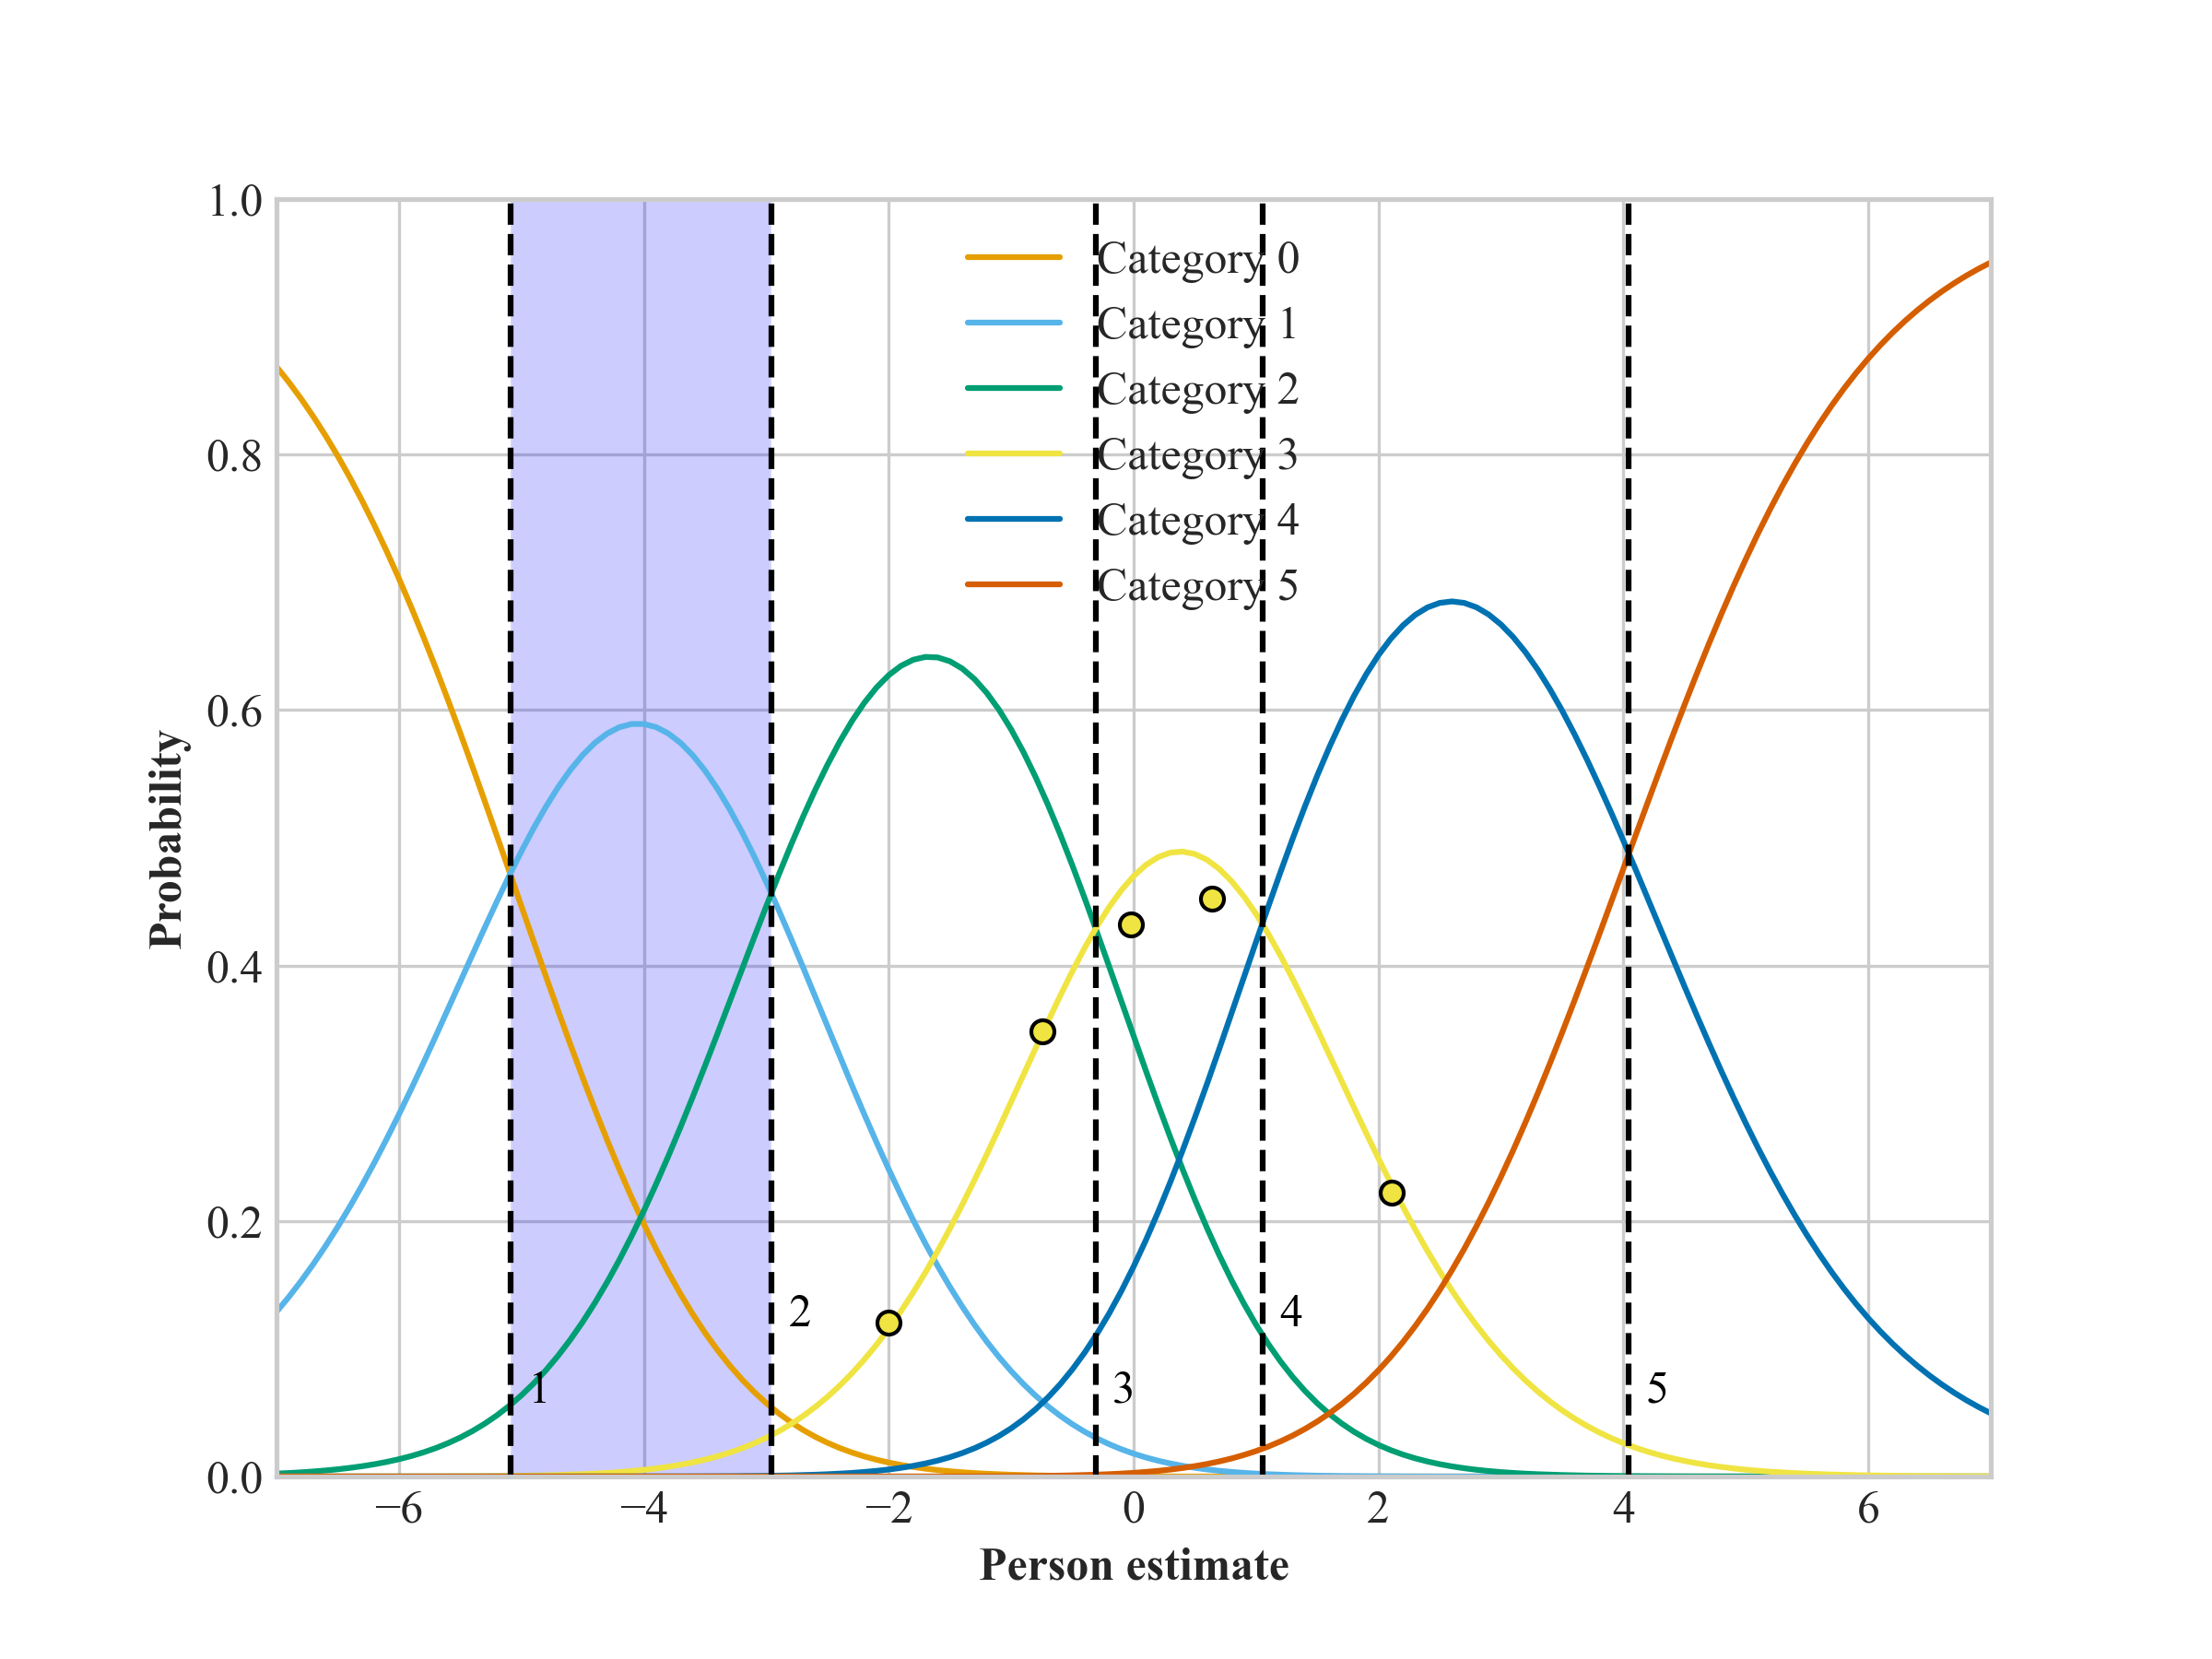 1.0
0.8
0.6
0.4
0.2
0.0
Probability
Category 0
Category 1
Category 2
Category 3
Category 4
Category 5
1
2
3
4
5
−6
−4
−2
0
2
4
6
Person estimate